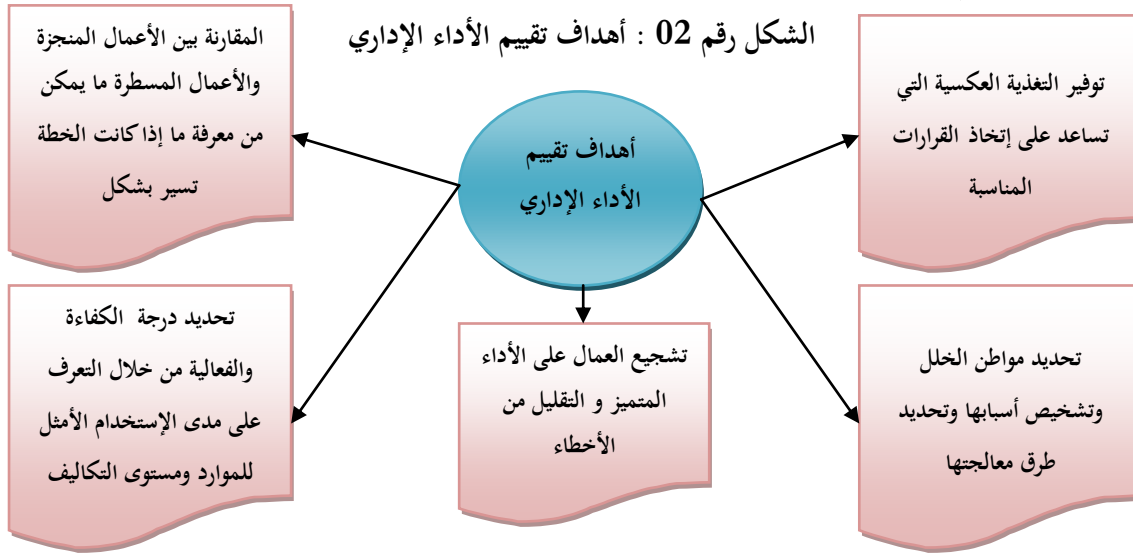 الشكل رقم 02 : أهداف تقييم الأداء الإداري
توفير التغذية العكسية التي
تساعد على إتخاذ القرارات
المناسبة
أهداف تقييم
الأداء الإداري
المقارنة بين الأعمال المنجزة
والأعمال المسطرة ما يمكن
من معرفة ما إذا كانت الخطة
تسير بشكل
تحديد مواطن الخلل
وتشخيص أسبابها وتحديد
طرق معالجتها
تشجيع العمال على الأداء
المتميز و التقليل من
الأخطاء
تحديد درجة الكفاءة
والفعالية من خلال التعرف
على مدى الإستخدام الأمثل
للموارد ومستوى التكاليف